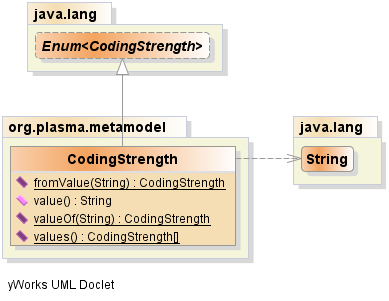 java.lang
Enum<CodingStrength>
org.plasma.metamodel
java.lang
CodingStrength
String
fromValue(String) : CodingStrength
value() : String
valueOf(String) : CodingStrength
values() : CodingStrength[]
yWorks UML Doclet